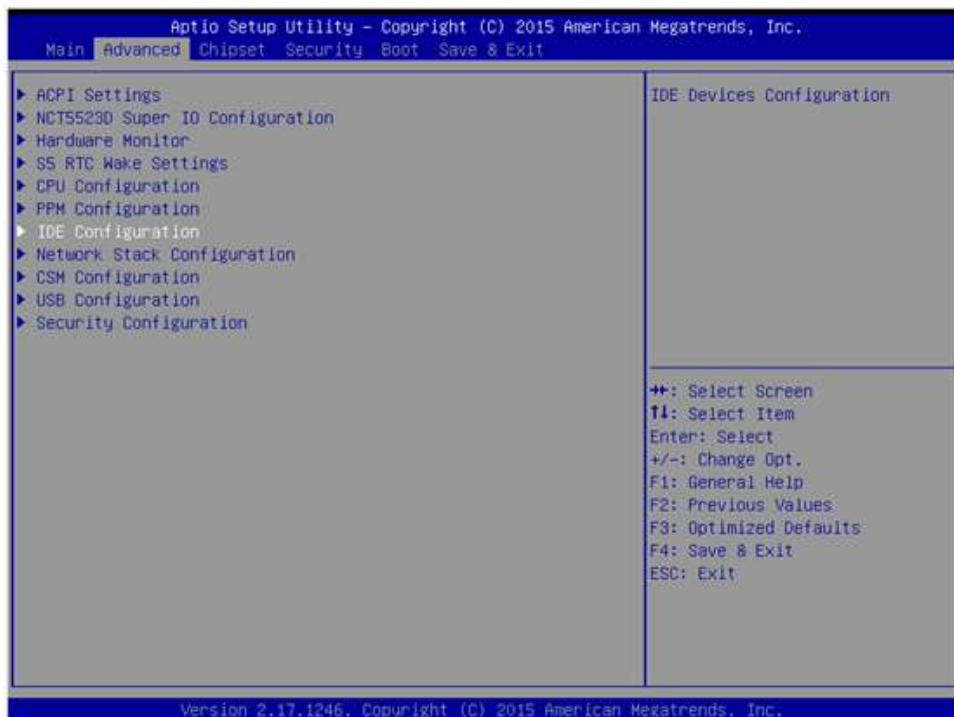 Aptio Setup Utility – Copyright (C) 2015 American Megatrends, Inc.
Main Advanced Chipset Security Boot Save & Exit
ACPI Settings
NCT5523D Super IO Configuration
Hardware Monitor
S5 RTC Wake Settings
CPU Configuration
PPM Configuration
IDE Configuration
Network Stack Configuration
CSM Configuration
USB Configuration
Security Configuration
IDE Devices Configuration
→←: Select Screen
↑↓: Select Item
Enter: Select
+/-: Change Opt.
F1: General Help
F2: Previous Values
F3: Optimized Defaults
F4: Save & Exit
ESC: Exit
Version 2.17.1246. Copyright (C) 2015 American Megatrends, Inc.